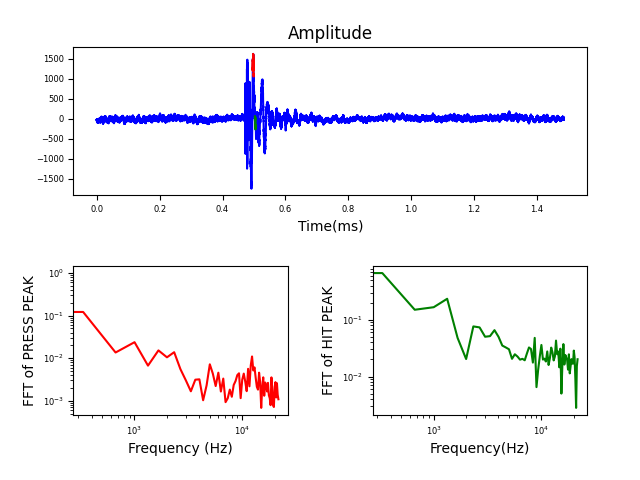 Amplitude
1500
1000
500
0
−500
−1000
−1500
0.0 0.2 0.4 0.6 0.8 1.0 1.2 1.4
Time(ms)
FFT of PRESS PEAK
10⁰
10⁻¹
10⁻²
10⁻³
10³ 10⁴
Frequency (Hz)
FFT of HIT PEAK
10⁻¹
10⁻²
10³ 10⁴
Frequency(Hz)